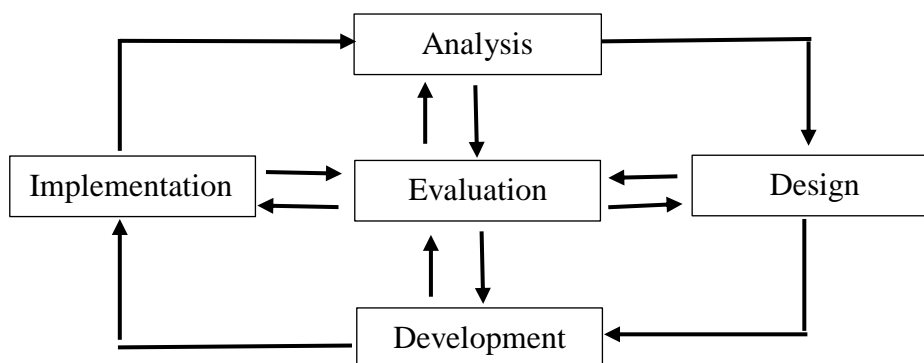 Analysis
Implementation
Evaluation
Design
Development